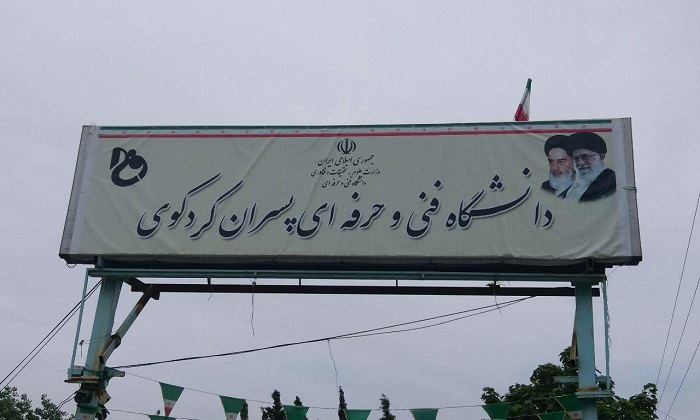 جمهوری اسلامی ایران
وزارت علوم، تحقیقات و فناوری
دانشگاه فنی و حرفه ای
دانشگاه فنی و حرفه ای پسران کردکوی